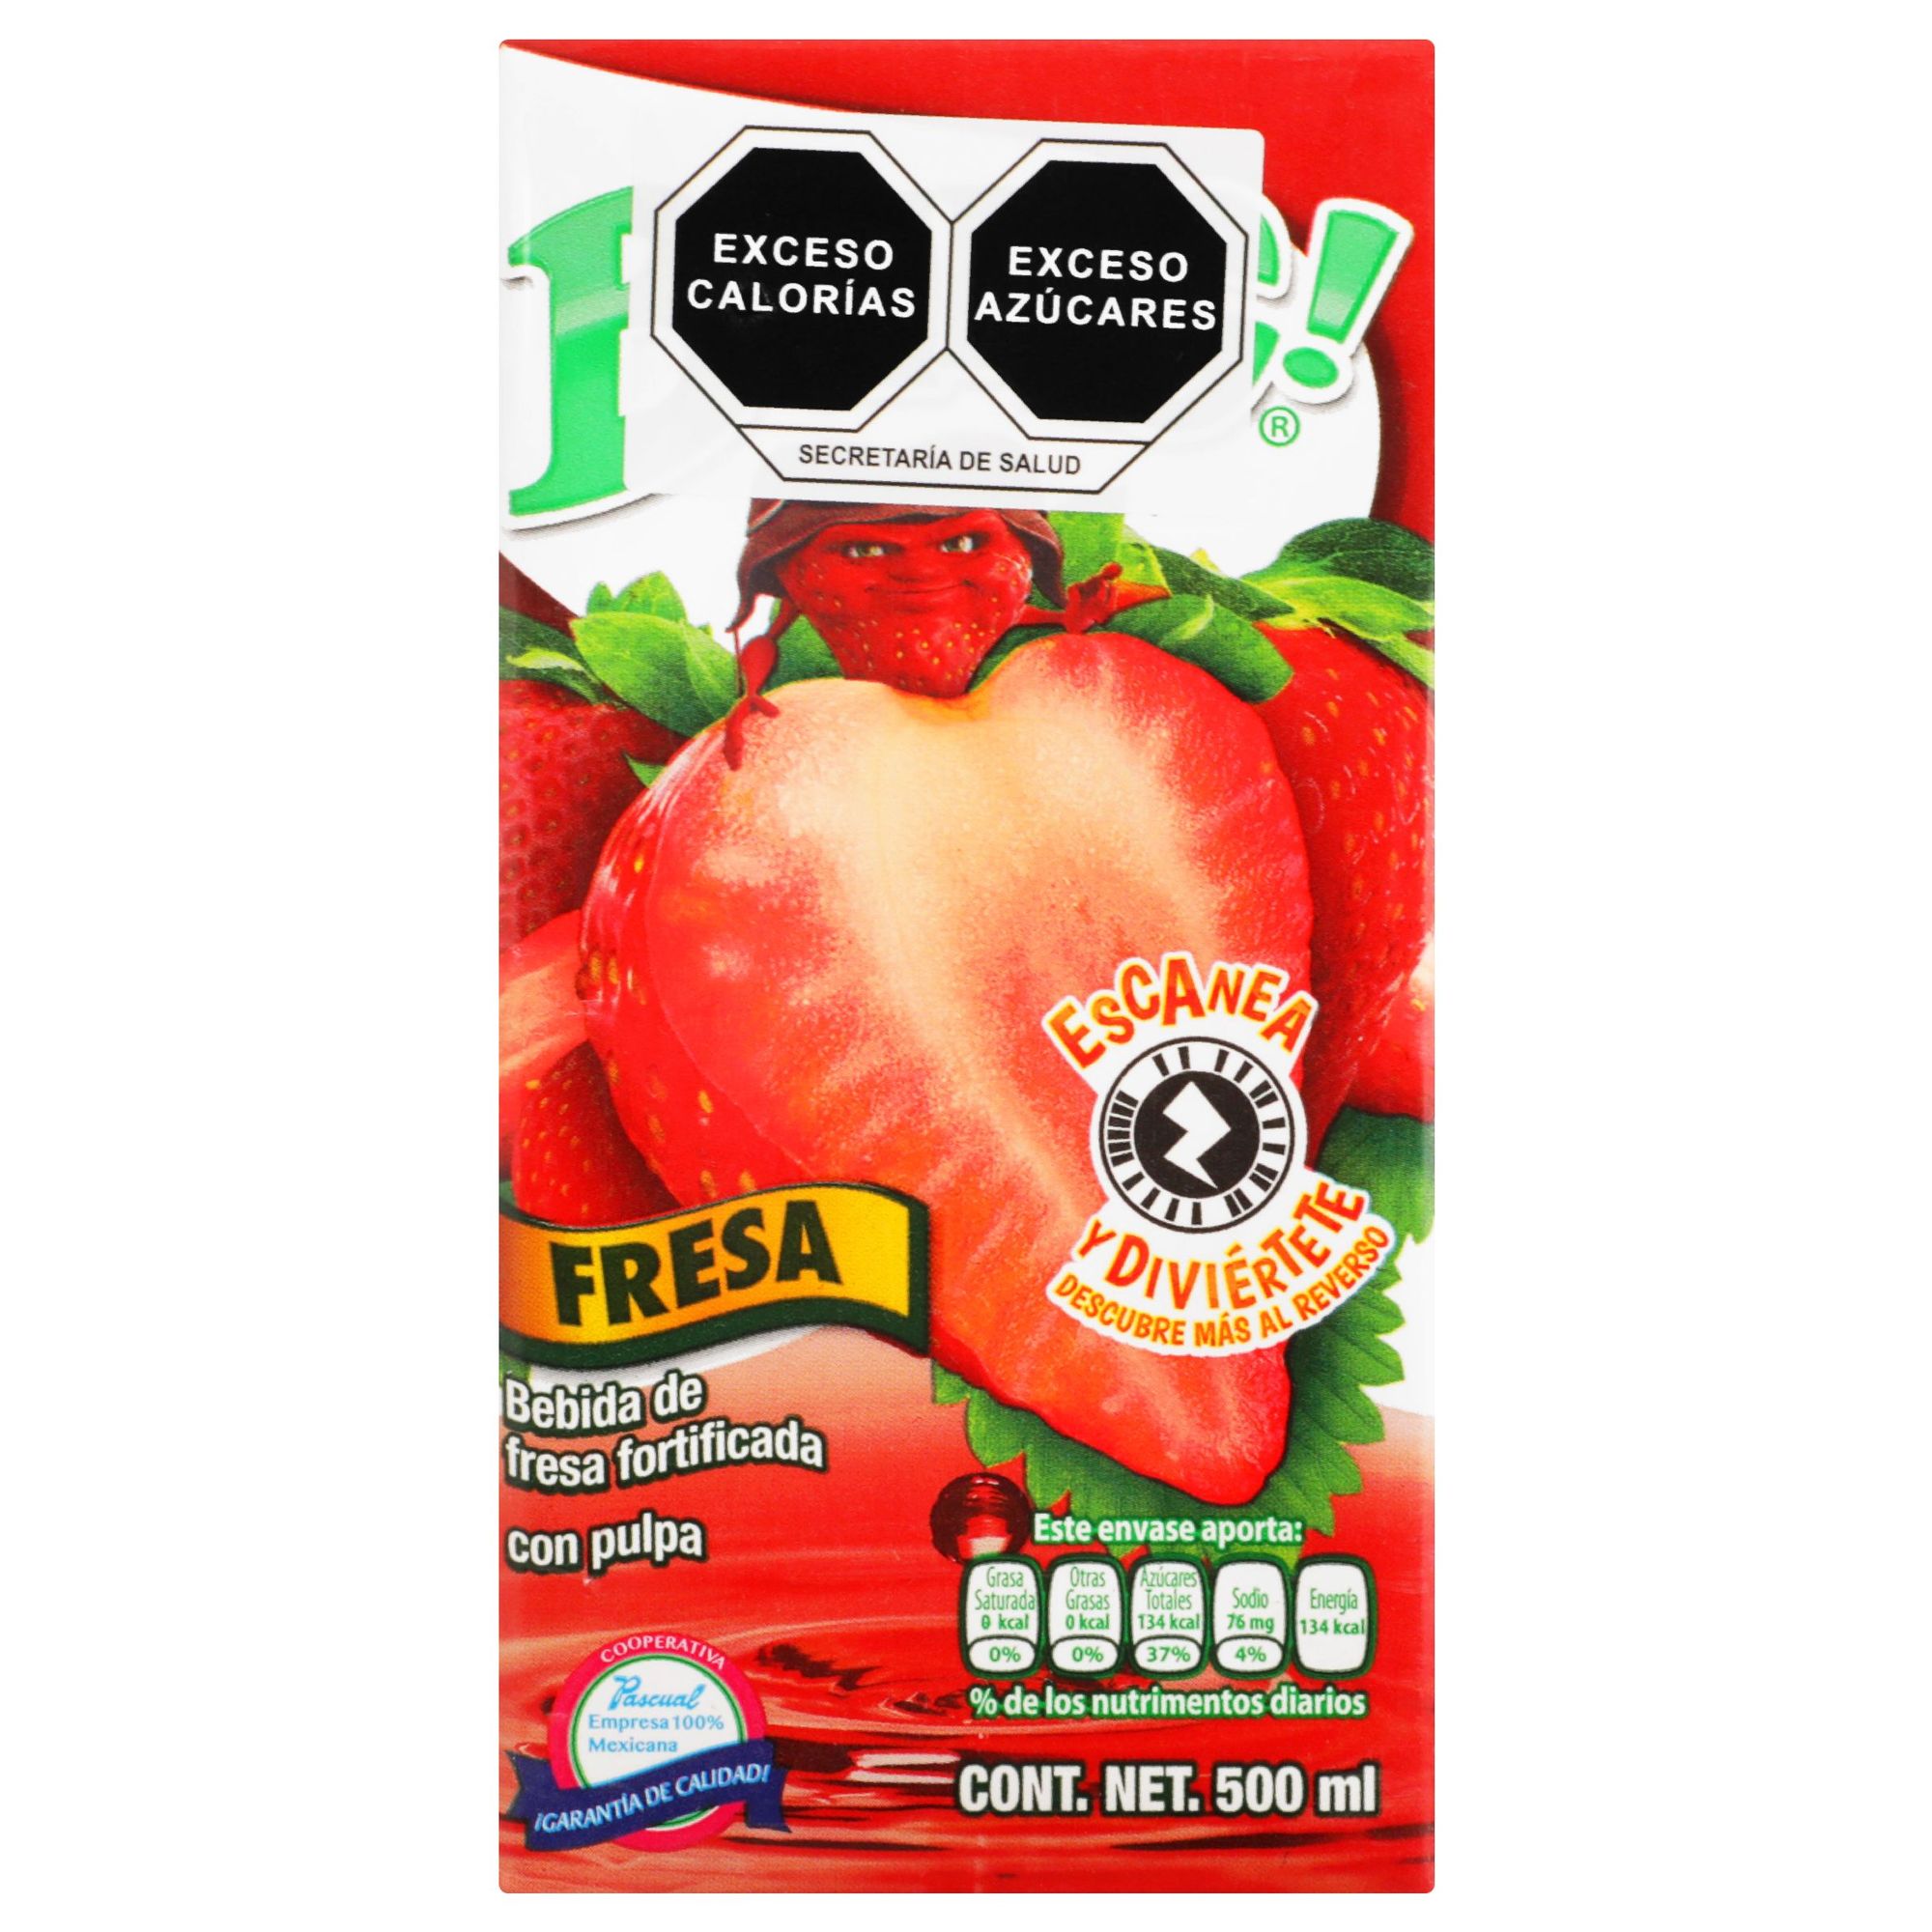 EXCESO
CALORÍAS
EXCESO
AZÚCARES
SECRETARÍA DE SALUD
®
ESCANEA
Y DIVIÉRTETE
DESCUBRE MÁS AL REVERSO
FRESA
Bebida de
fresa fortificada
con pulpa
Este envase aporta:
Grasa Saturada 0 kcal 0%
Otras Grasas 0 kcal 0%
Azúcares Totales 134 kcal 37%
Sodio 76 mg 4%
Energía 134 kcal
% de los nutrimentos diarios
COOPERATIVA
Pascual
Empresa 100%
Mexicana
¡GARANTÍA DE CALIDAD!
CONT. NET. 500 ml